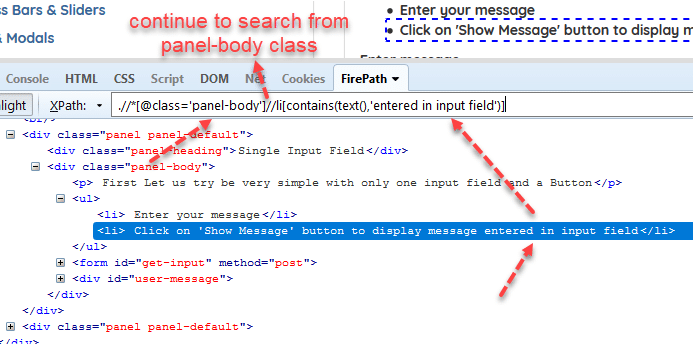 ss Bars & Sliders
& Modals
continue to search from
panel-body class
Enter your message
Click on 'Show Message' button to display m
Console HTML CSS Script DOM Net Cookies FirePath
light XPath: .//*[@class='panel-body']//li[contains(text(),'entered in input field')]
<div class="panel panel-default">
<div class="panel-heading">Single Input Field</div>
<div class="panel-body">
<p> First Let us try be very simple with only one input field and a Button</p>
<ul>
<li> Enter your message</li>
<li> Click on 'Show Message' button to display message entered in input field</li>
</ul>
<form id="get-input" method="post">
<div id="user-message">
</div>
</div>
<div class="panel panel-default">
</div>